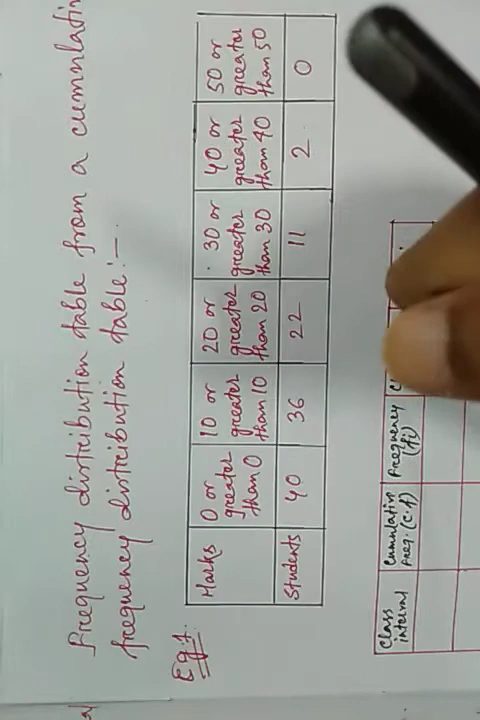 Frequency distribution table from a cummulativ
frequency distribution table :-
Eg 1.
Marks
0 or greater than 0
10 or greater than 10
20 or greater than 20
30 or greater than 30
40 or greater than 40
50 or greater than 50
Students
40
36
22
11
2
0
Class interval
Cumulative freq. (c.f)
Frequency (fi)